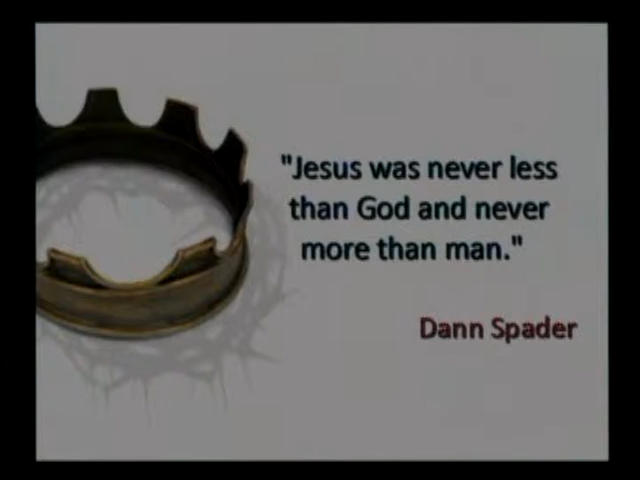 "Jesus was never less
than God and never
more than man."
Dann Spader